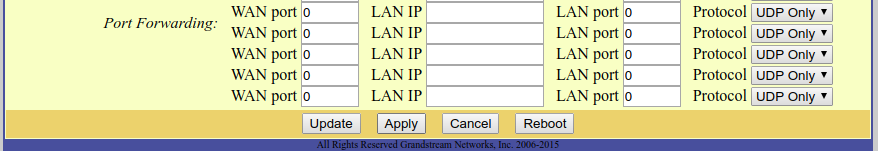 WAN port 0 LAN IP LAN port 0 Protocol UDP Only
Port Forwarding:
WAN port 0 LAN IP LAN port 0 Protocol UDP Only
WAN port 0 LAN IP LAN port 0 Protocol UDP Only
WAN port 0 LAN IP LAN port 0 Protocol UDP Only
WAN port 0 LAN IP LAN port 0 Protocol UDP Only
Update Apply Cancel Reboot
All Rights Reserved Grandstream Networks, Inc. 2006-2015